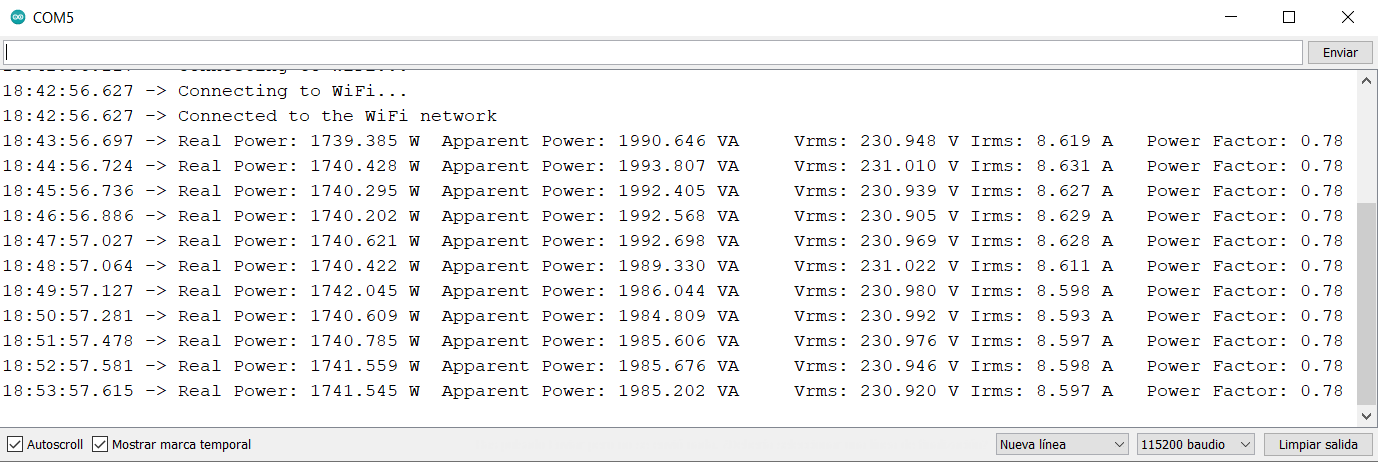 COM5
Enviar
18:42:56.627 -> Connecting to WiFi...
18:42:56.627 -> Connected to the WiFi network
18:43:56.697 -> Real Power: 1739.385 W  Apparent Power: 1990.646 VA     Vrms: 230.948 V Irms: 8.619 A   Power Factor: 0.78
18:44:56.724 -> Real Power: 1740.428 W  Apparent Power: 1993.807 VA     Vrms: 231.010 V Irms: 8.631 A   Power Factor: 0.78
18:45:56.736 -> Real Power: 1740.295 W  Apparent Power: 1992.405 VA     Vrms: 230.939 V Irms: 8.627 A   Power Factor: 0.78
18:46:56.886 -> Real Power: 1740.202 W  Apparent Power: 1992.568 VA     Vrms: 230.905 V Irms: 8.629 A   Power Factor: 0.78
18:47:57.027 -> Real Power: 1740.621 W  Apparent Power: 1992.698 VA     Vrms: 230.969 V Irms: 8.628 A   Power Factor: 0.78
18:48:57.064 -> Real Power: 1740.422 W  Apparent Power: 1989.330 VA     Vrms: 231.022 V Irms: 8.611 A   Power Factor: 0.78
18:49:57.127 -> Real Power: 1742.045 W  Apparent Power: 1986.044 VA     Vrms: 230.980 V Irms: 8.598 A   Power Factor: 0.78
18:50:57.281 -> Real Power: 1740.609 W  Apparent Power: 1984.809 VA     Vrms: 230.992 V Irms: 8.593 A   Power Factor: 0.78
18:51:57.478 -> Real Power: 1740.785 W  Apparent Power: 1985.606 VA     Vrms: 230.976 V Irms: 8.597 A   Power Factor: 0.78
18:52:57.581 -> Real Power: 1741.559 W  Apparent Power: 1985.676 VA     Vrms: 230.946 V Irms: 8.598 A   Power Factor: 0.78
18:53:57.615 -> Real Power: 1741.545 W  Apparent Power: 1985.202 VA     Vrms: 230.920 V Irms: 8.597 A   Power Factor: 0.78
Autoscroll Mostrar marca temporal Nueva línea 115200 baudio Limpiar salida